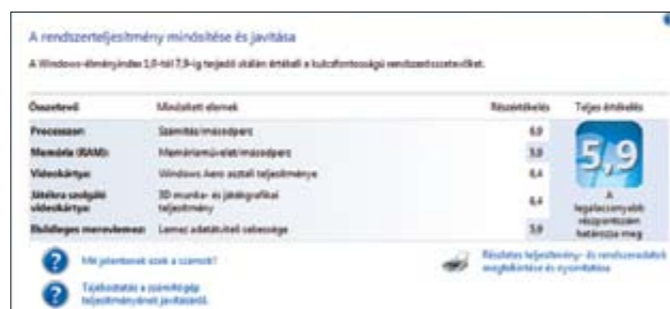 A rendszerteljesítmény minősítése és javítása
A Windows-élményindex 1,0-tól 7,9-ig terjedő skálán értékeli a kulcsfontosságú rendszerösszetevőket.
Összetevő Minősített elemek Részértékelés Teljes értékelés
Processzor: Számítás/másodperc 6,9
Memória (RAM): Memóriaművelet/másodperc 5,9
Videokártya: Windows Aero asztali teljesítménye 6,4
Játékra szolgáló videokártya: 3D munka- és játékgrafikai teljesítmény 6,4
Elsődleges merevlemez: Lemez adatátviteli sebessége 5,9
5,9
A
legalacsonyabb
részpontszám
határozza meg
Mit jelentenek ezek a számok?
Részletes teljesítmény- és rendszeradatok
megtekintése és nyomtatása
Tájékoztatás a számítógép
teljesítményének javításáról.